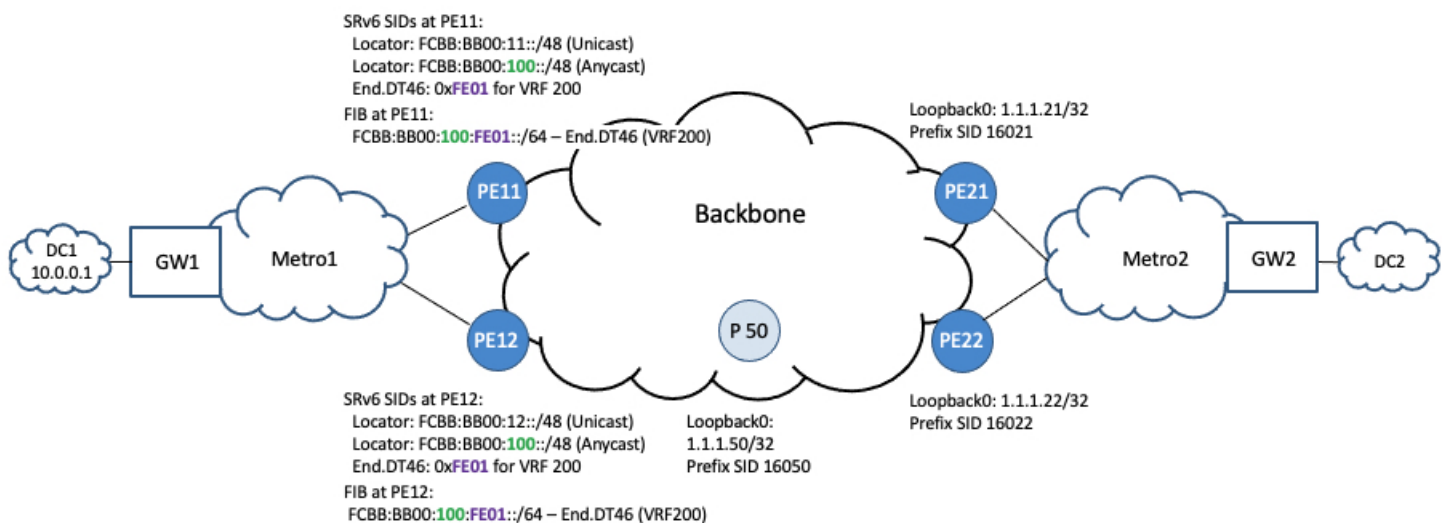 SRv6 SIDs at PE11:
Locator: FCBB:BB00:11::/48 (Unicast)
Locator: FCBB:BB00:100::/48 (Anycast)
End.DT46: 0xFE01 for VRF 200
FIB at PE11:
FCBB:BB00:100:FE01::/64 – End.DT46 (VRF200)
Loopback0: 1.1.1.21/32
Prefix SID 16021
PE11
PE21
Backbone
DC1
10.0.0.1
GW1
Metro1
Metro2
GW2
DC2
PE12
P 50
PE22
SRv6 SIDs at PE12:
Locator: FCBB:BB00:12::/48 (Unicast)
Locator: FCBB:BB00:100::/48 (Anycast)
End.DT46: 0xFE01 for VRF 200
FIB at PE12:
FCBB:BB00:100:FE01::/64 – End.DT46 (VRF200)
Loopback0:
1.1.1.50/32
Prefix SID 16050
Loopback0: 1.1.1.22/32
Prefix SID 16022